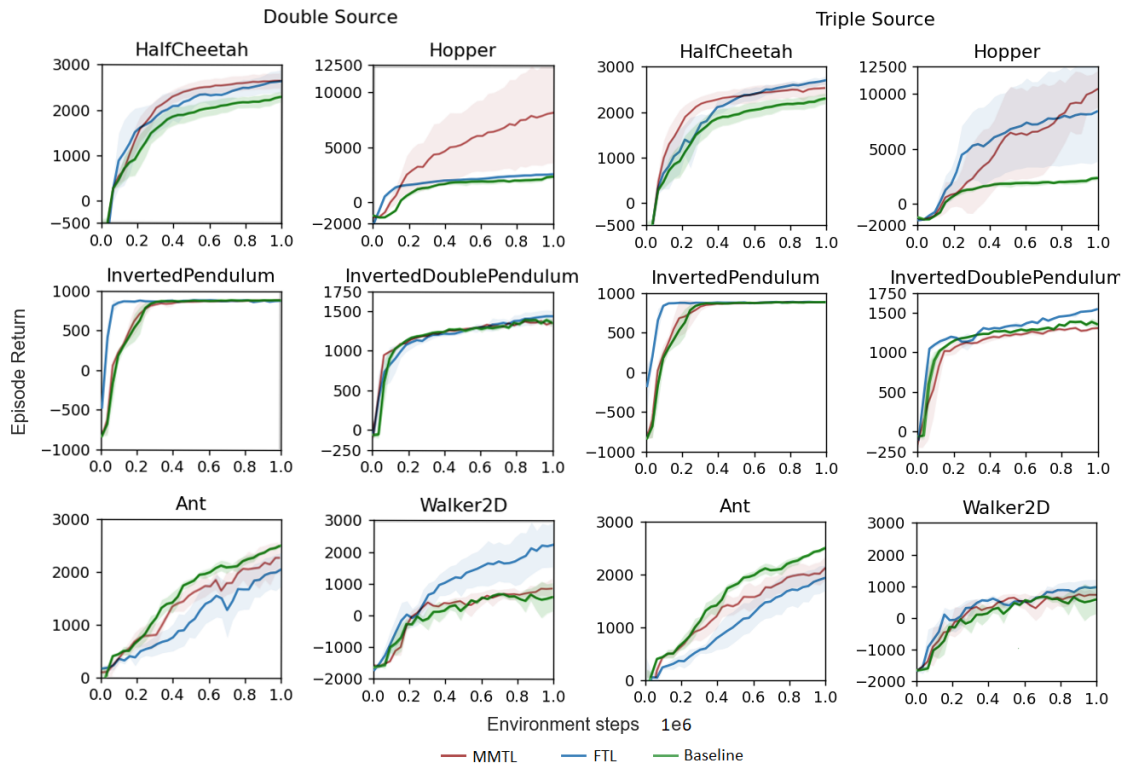 Double Source
Triple Source
HalfCheetah
Hopper
HalfCheetah
Hopper
3000
2000
1000
0
−500
0.0 0.2 0.4 0.6 0.8 1.0
12500
10000
5000
0
−2000
0.0 0.2 0.4 0.6 0.8 1.0
3000
2000
1000
0
−500
0.0 0.2 0.4 0.6 0.8 1.0
12500
10000
5000
0
−2000
0.0 0.2 0.4 0.6 0.8 1.0
Episode Return
InvertedPendulum
InvertedDoublePendulum
InvertedPendulum
InvertedDoublePendulum
1000
500
0
−500
−1000
0.0 0.2 0.4 0.6 0.8 1.0
1750
1500
1000
500
0
−250
0.0 0.2 0.4 0.6 0.8 1.0
1000
500
0
−500
−1000
0.0 0.2 0.4 0.6 0.8 1.0
1750
1500
1000
500
0
−250
0.0 0.2 0.4 0.6 0.8 1.0
Ant
Walker2D
Ant
Walker2D
3000
2000
1000
0
0.0 0.2 0.4 0.6 0.8 1.0
3000
2000
1000
0
−1000
−2000
0.0 0.2 0.4 0.6 0.8 1.0
3000
2000
1000
0
0.0 0.2 0.4 0.6 0.8 1.0
3000
2000
1000
0
−1000
−2000
0.0 0.2 0.4 0.6 0.8 1.0
Environment steps 1e6
MMTL FTL Baseline